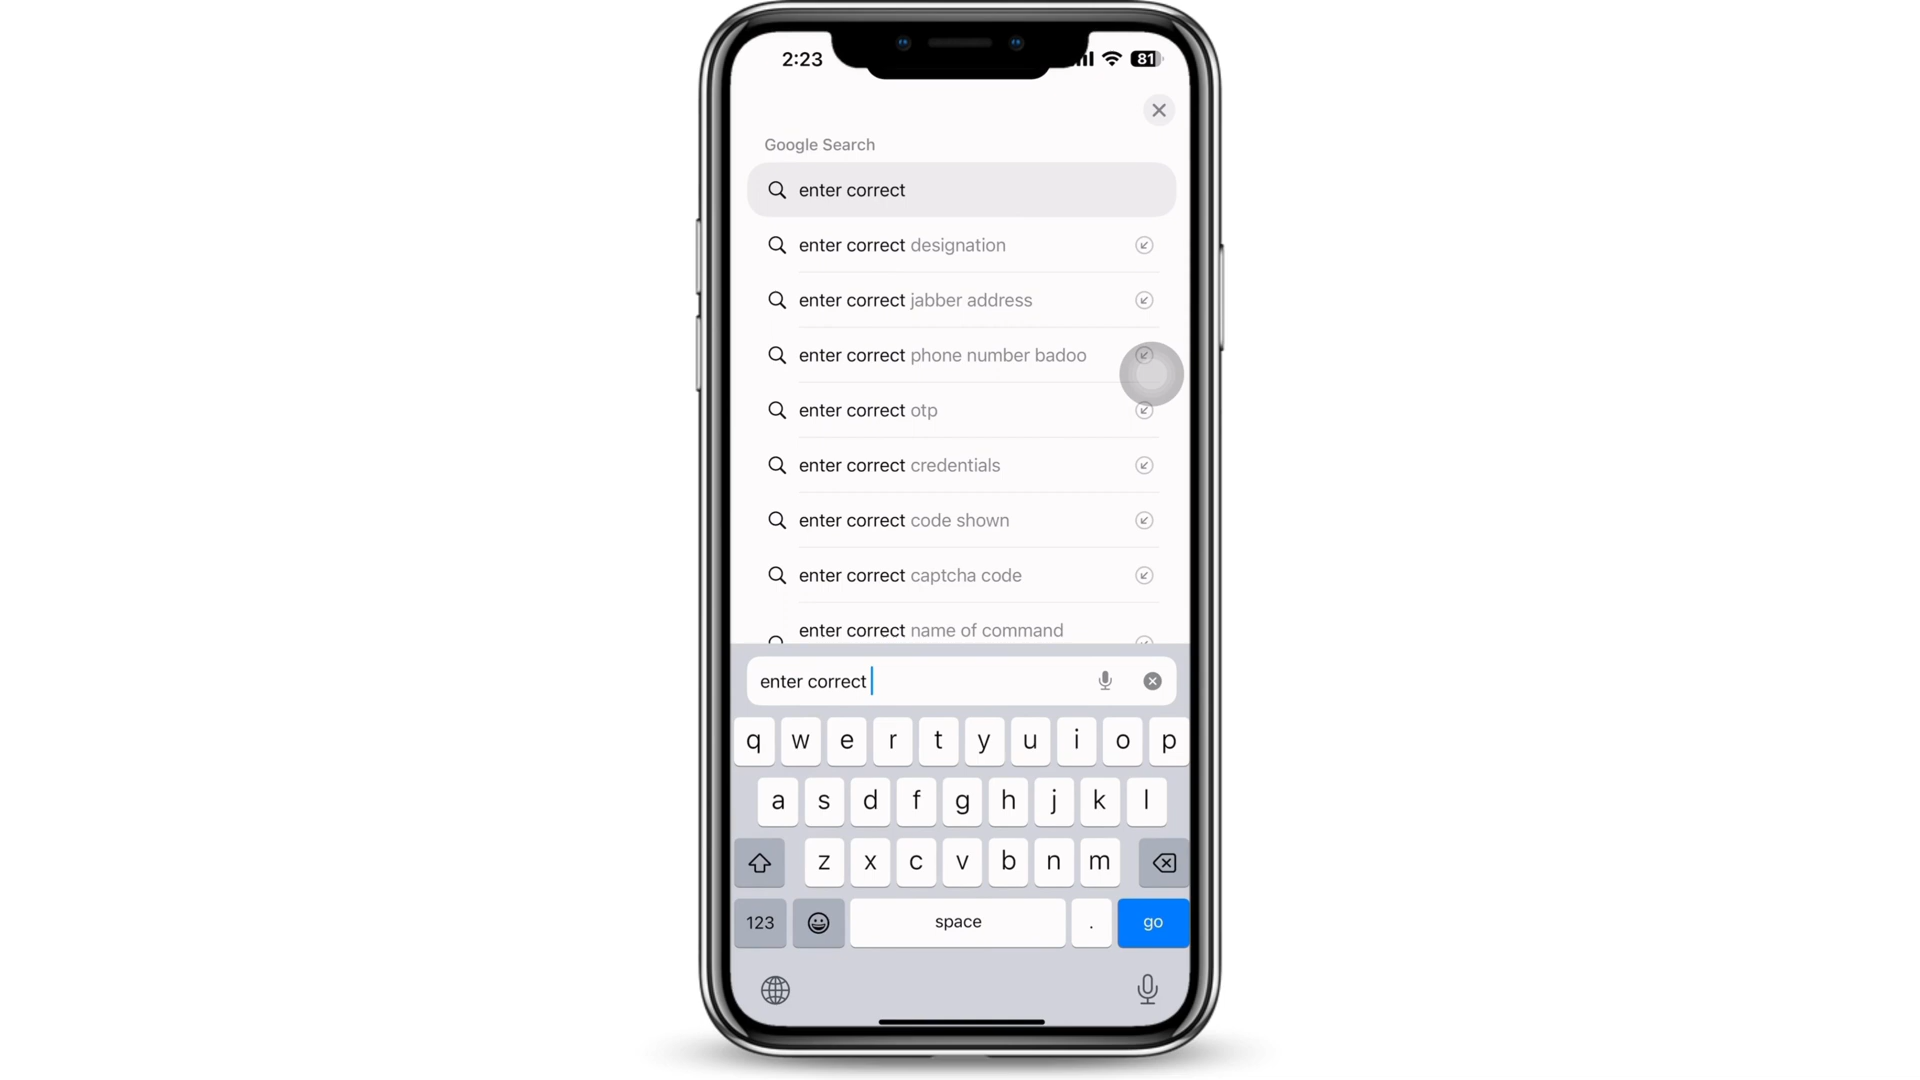 2:23
81
Google Search
enter correct
enter correct designation
enter correct jabber address
enter correct phone number badoo
enter correct otp
enter correct credentials
enter correct code shown
enter correct captcha code
enter correct name of command
enter correct
q w e r t y u i o p
a s d f g h j k l
z x c v b n m
123 space . go